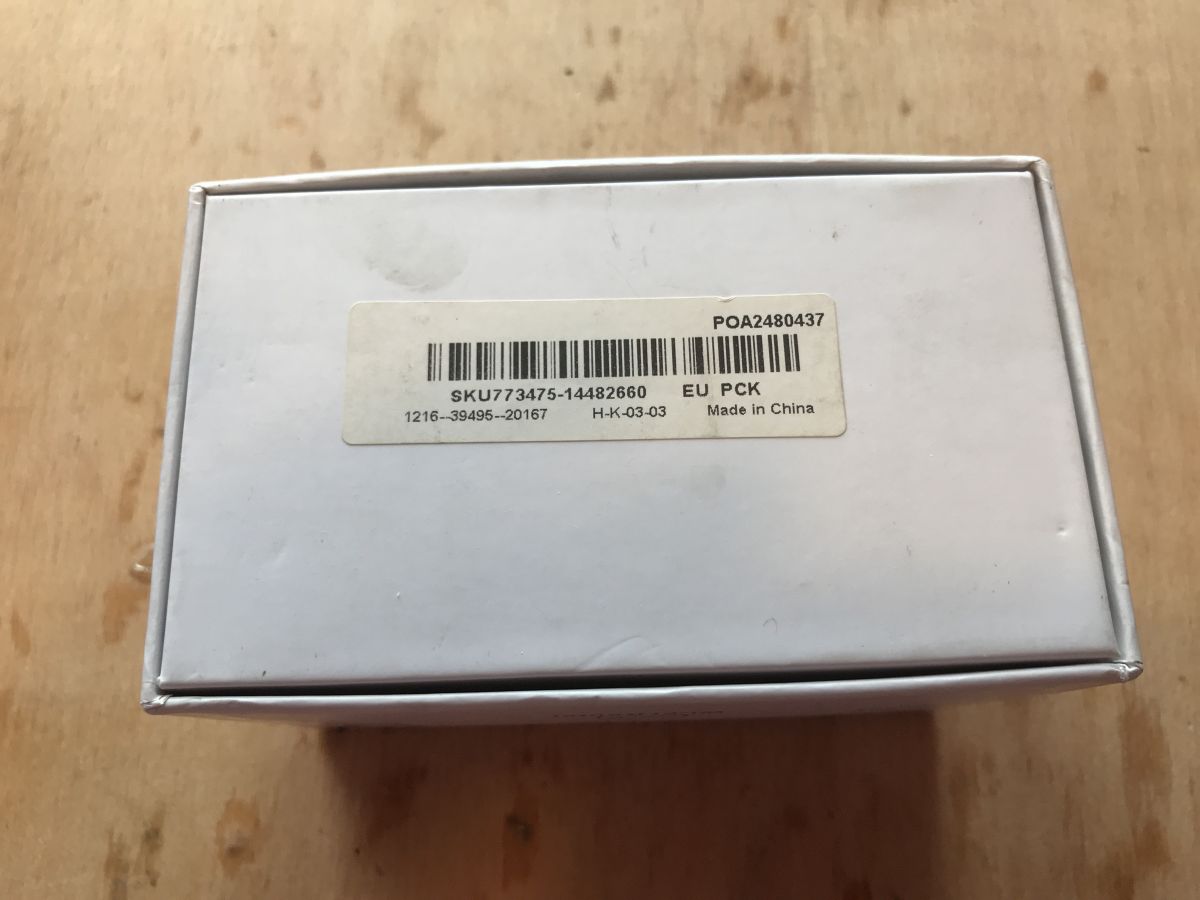 POA2480437
SKU773475-14482660 EU PCK
1216--39495--20167 H-K-03-03 Made in China